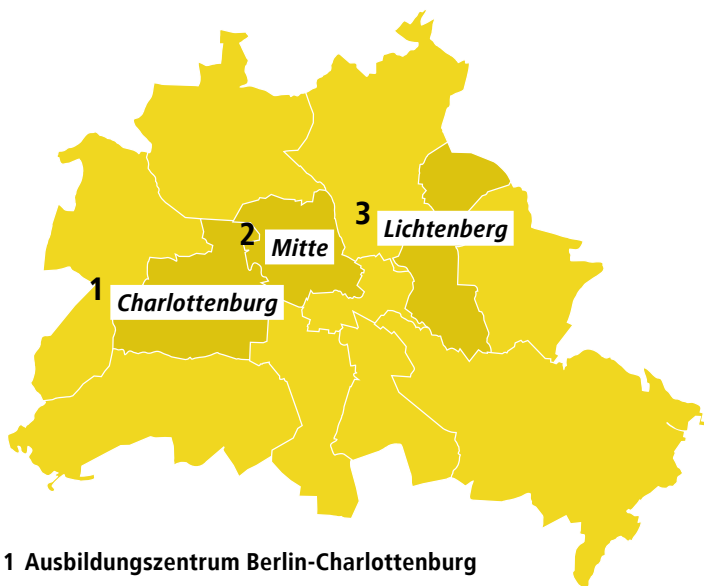 3 Lichtenberg
2 Mitte
1 Charlottenburg
1 Ausbildungszentrum Berlin-Charlottenburg